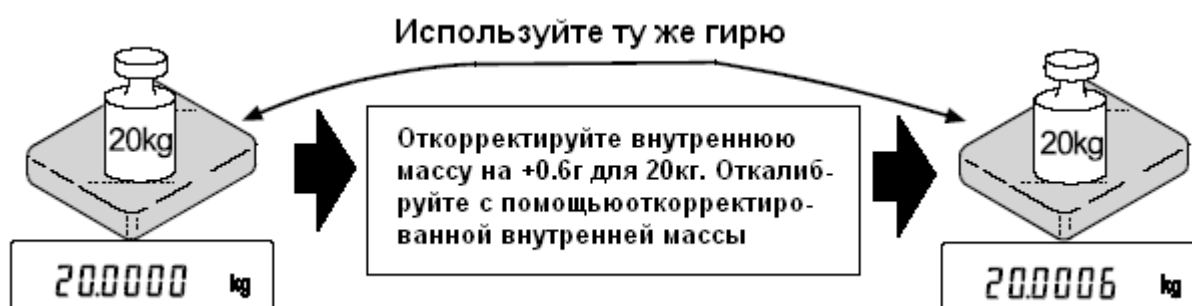 Используйте ту же гирю
20kg
Откорректируйте внутреннюю
массу на +0.6г для 20кг. Откалиб-
руйте с помощьюоткорректиро-
ванной внутренней массы
20kg
20.0000 kg
20.0006 kg